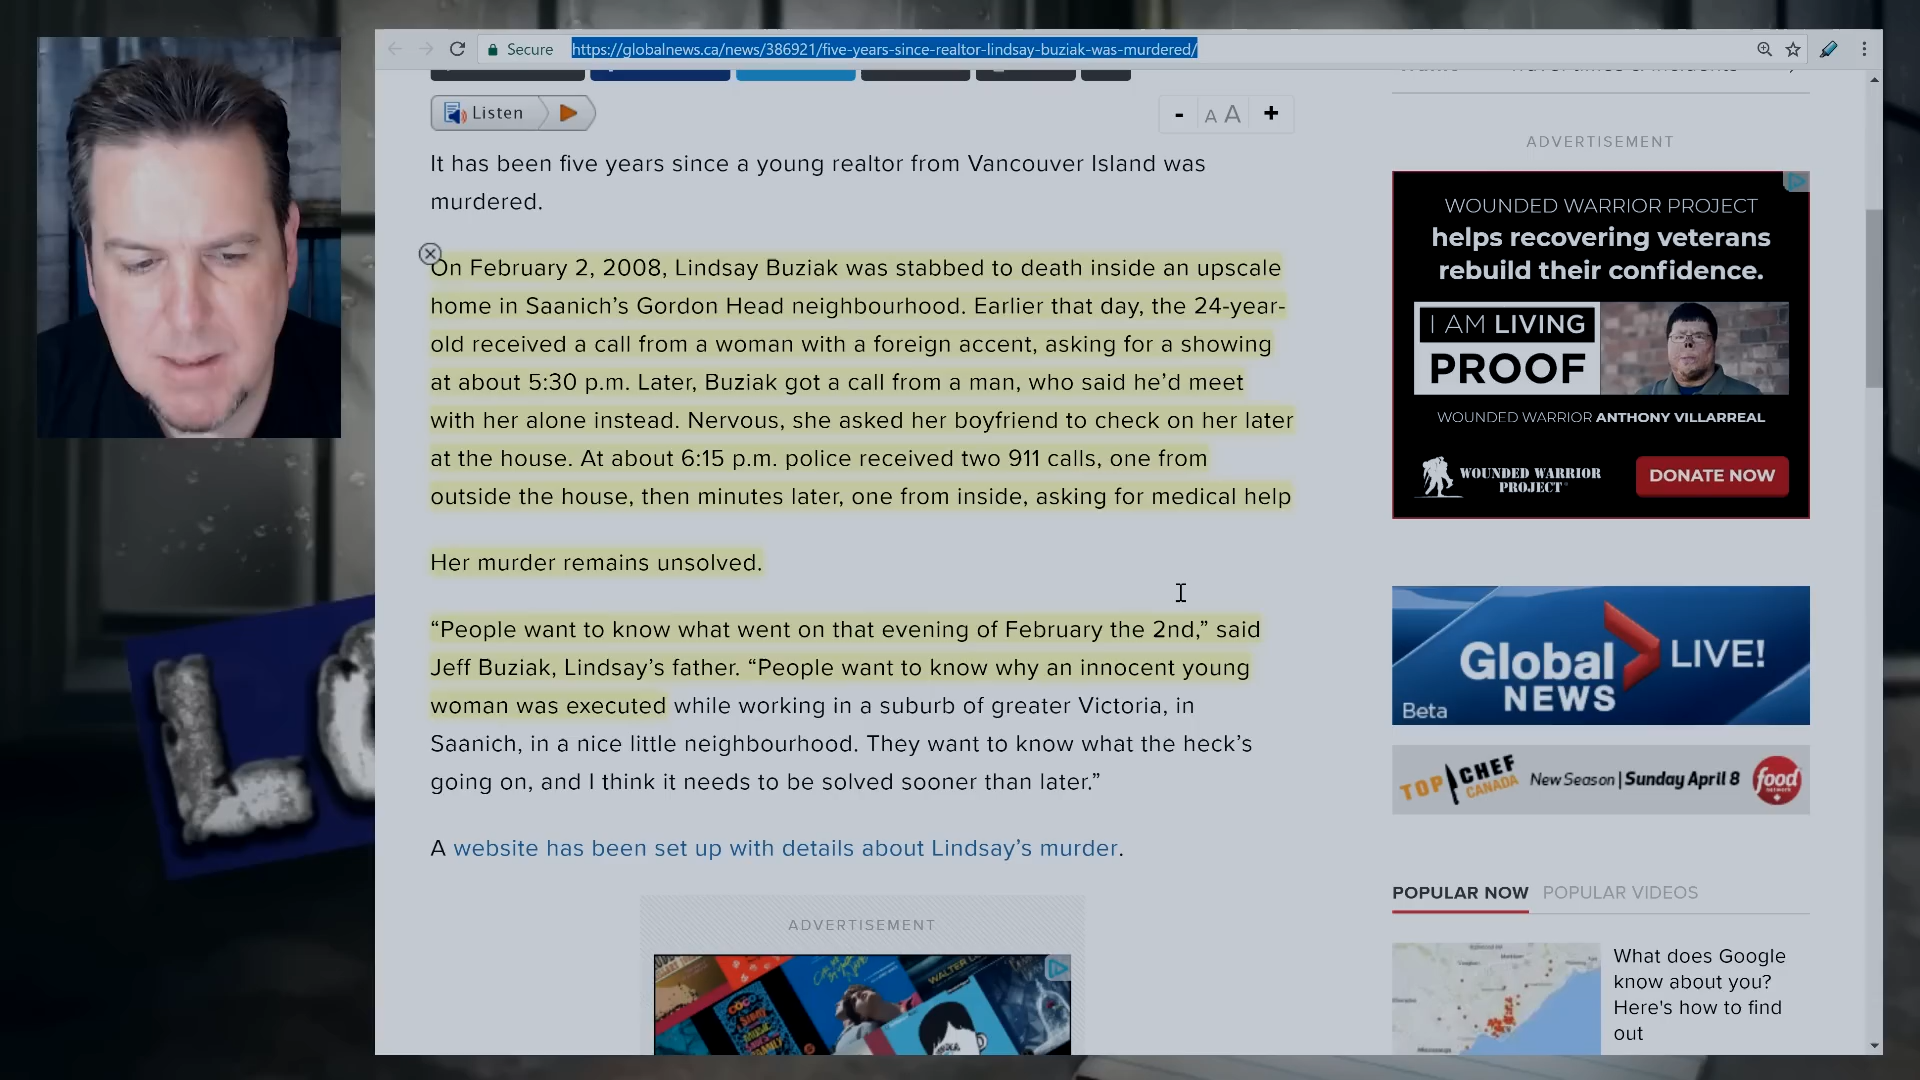 Secure https://globalnews.ca/news/386921/five-years-since-realtor-lindsay-buziak-was-murdered/
Listen
- A A +
It has been five years since a young realtor from Vancouver Island was
murdered.
On February 2, 2008, Lindsay Buziak was stabbed to death inside an upscale
home in Saanich’s Gordon Head neighbourhood. Earlier that day, the 24-year-
old received a call from a woman with a foreign accent, asking for a showing
at about 5:30 p.m. Later, Buziak got a call from a man, who said he’d meet
with her alone instead. Nervous, she asked her boyfriend to check on her later
at the house. At about 6:15 p.m. police received two 911 calls, one from
outside the house, then minutes later, one from inside, asking for medical help
Her murder remains unsolved.
“People want to know what went on that evening of February the 2nd,” said
Jeff Buziak, Lindsay’s father. “People want to know why an innocent young
woman was executed while working in a suburb of greater Victoria, in
Saanich, in a nice little neighbourhood. They want to know what the heck’s
going on, and I think it needs to be solved sooner than later.”
A website has been set up with details about Lindsay’s murder.
ADVERTISEMENT
ADVERTISEMENT
WOUNDED WARRIOR PROJECT
helps recovering veterans
rebuild their confidence.
I AM LIVING
PROOF
WOUNDED WARRIOR ANTHONY VILLARREAL
WOUNDED WARRIOR
PROJECT
DONATE NOW
Global LIVE!
NEWS
Beta
TOP CHEF
CANADA
New Season | Sunday April 8
food
network
POPULAR NOW POPULAR VIDEOS
What does Google
know about you?
Here's how to find
out